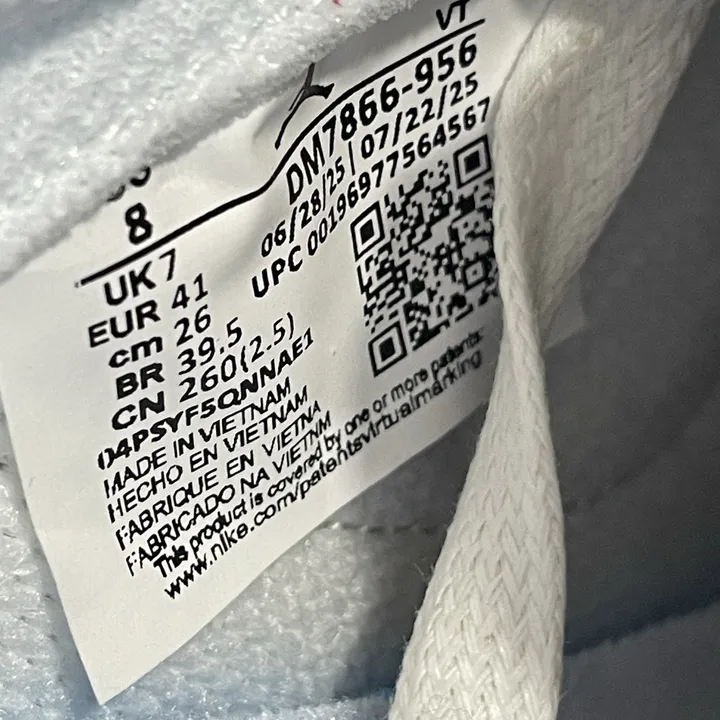 VT
DM7866-956
06/28/25 | 07/22/25
UPC 00196977564567
8
UK 7
EUR 41
cm 26
BR 39.5
CN 260(2.5)
04PSYF5QNNAE1
MADE IN VIETNAM
HECHO EN VIETNAM
FABRIQUE EN VIETNA
FABRICADO NA VIETNM
This product is covered by one or more patents:
www.nike.com/patentsvirtualmarking